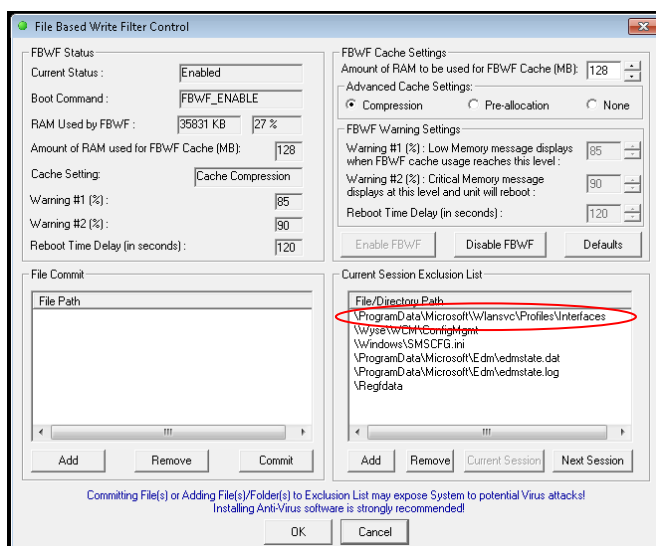 File Based Write Filter Control
FBWF Status
Current Status :
Enabled
Boot Command :
FBWF_ENABLE
RAM Used by FBWF :
35831 KB
27 %
Amount of RAM used for FBWF Cache (MB):
128
Cache Setting:
Cache Compression
Warning #1 (%) :
85
Warning #2 (%) :
90
Reboot Time Delay (in seconds) :
120
FBWF Cache Settings
Amount of RAM to be used for FBWF Cache (MB):
128
Advanced Cache Settings:
Compression
Pre-allocation
None
FBWF Warning Settings
Warning #1 (%) : Low Memory message displays
when FBWF cache usage reaches this level :
85
Warning #2 (%) : Critical Memory message
displays at this level and unit will reboot :
90
Reboot Time Delay (in seconds) :
120
Enable FBWF
Disable FBWF
Defaults
File Commit
File Path
Add
Remove
Commit
Current Session Exclusion List
File/Directory Path
\ProgramData\Microsoft\Wlansvc\Profiles\Interfaces
\Wyse\WCM\ConfigMgmt
\Windows\SMSCFG.ini
\ProgramData\Microsoft\Edm\edmstate.dat
\ProgramData\Microsoft\Edm\edmstate.log
\Regfdata
Add
Remove
Current Session
Next Session
Committing File(s) or Adding File(s)/Folder(s) to Exclusion List may expose System to potential Virus attacks!
Installing Anti-Virus software is strongly recommended!
OK
Cancel